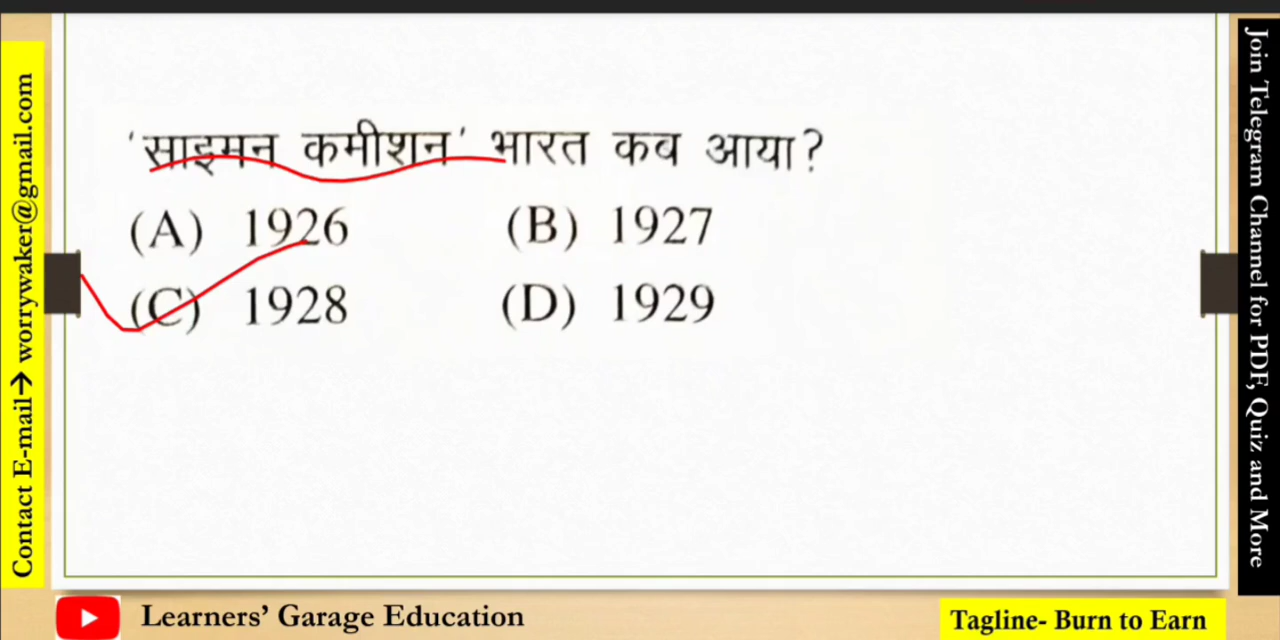 'साइमन कमीशन' भारत कब आया?
(A) 1926 (B) 1927
(C) 1928 (D) 1929
Contact E-mail→ worrywaker@gmail.com
Join Telegram Channel for PDF, Quiz and More
Learners' Garage Education
Tagline- Burn to Earn